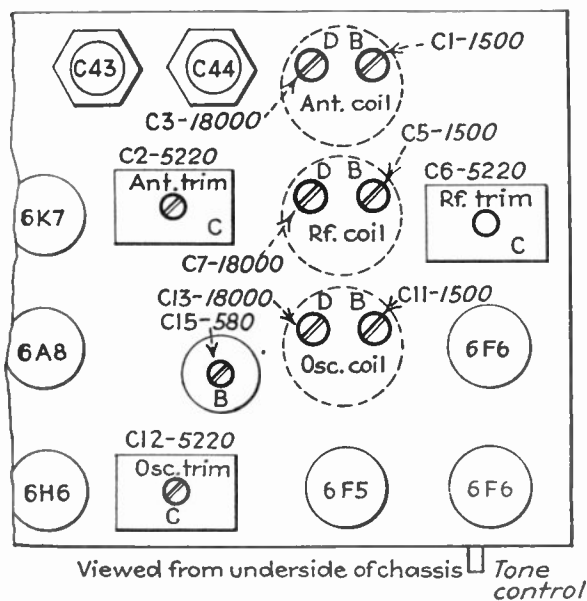 C43
C44
D B
C1-1500
Ant. coil
C3-18000
C5-1500
C2-5220
Ant. trim
C
D B
C6-5220
Rf. trim
C
6K7
Rf. coil
C7-18000
C13-18000
D B
C11-1500
C15-580
B
6A8
Osc. coil
6F6
C12-5220
Osc. trim
C
6H6
6F5
6F6
Viewed from underside of chassis
Tone
control